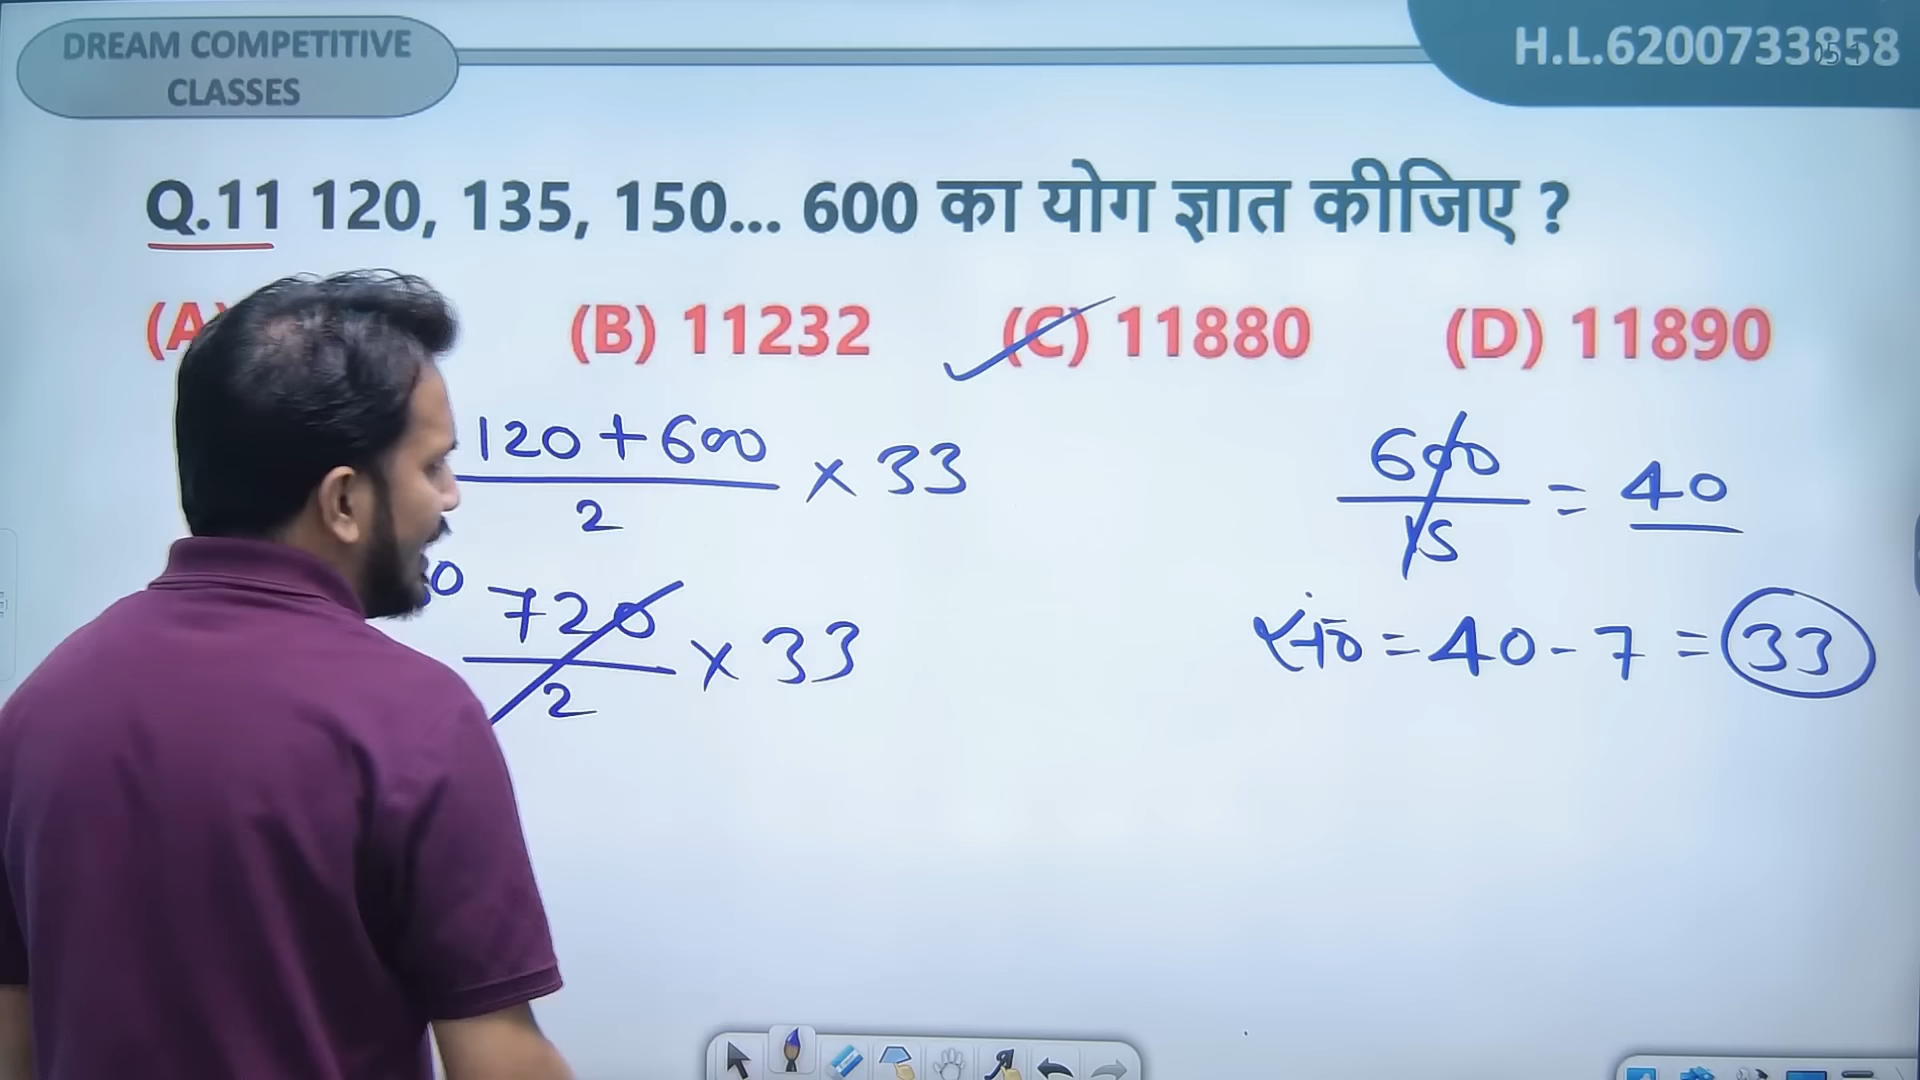 DREAM COMPETITIVE
CLASSES
H.L.6200733858
Q.11 120, 135, 150... 600 का योग ज्ञात कीजिए ?
(A)
(B) 11232
(C) 11880
(D) 11890
120 + 600
2
× 33
720
2
× 33
600
15
= 40
= 40 - 7 = 33